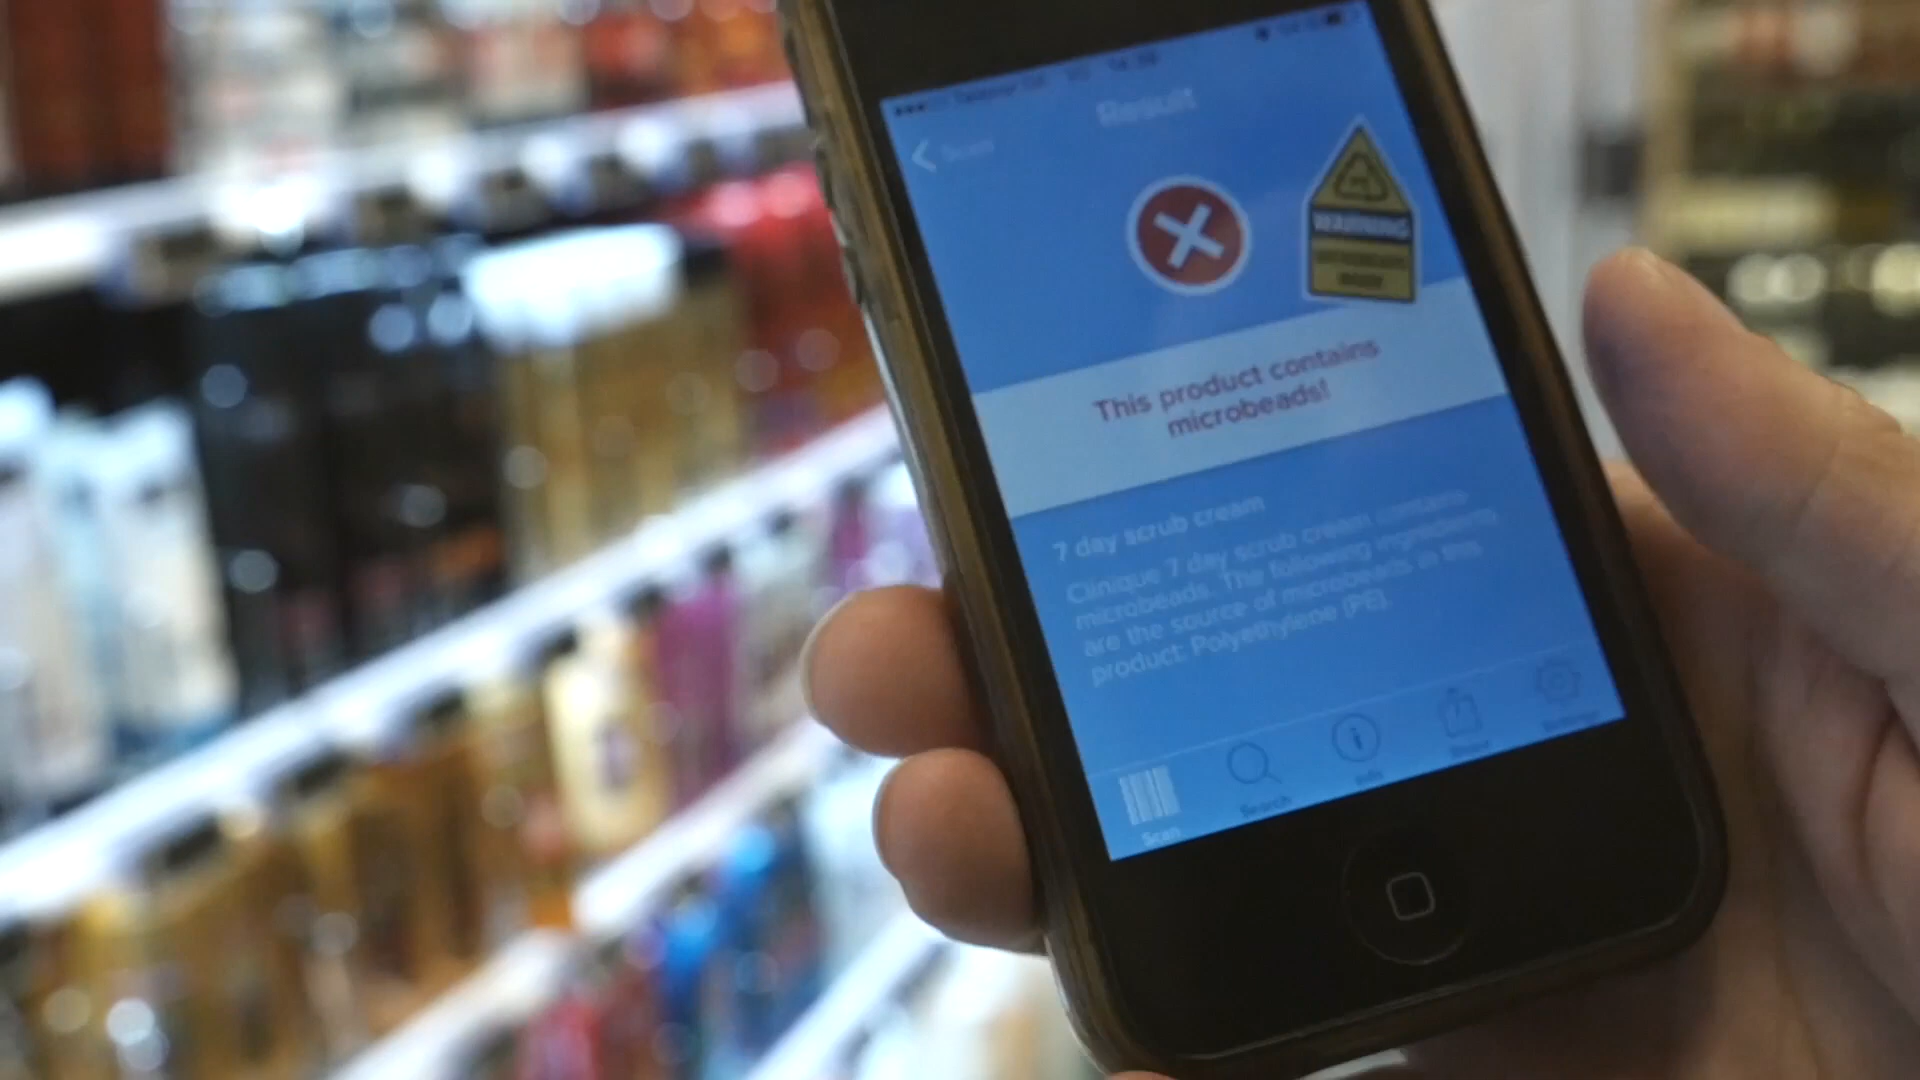 Result
Scan
WARNING
This product contains
microbeads!
7 day scrub cream
Clinique 7 day scrub cream contains
microbeads. The following ingredients
are the source of microbeads in this
product: Polyethylene (PE).
Scan
Search
Info